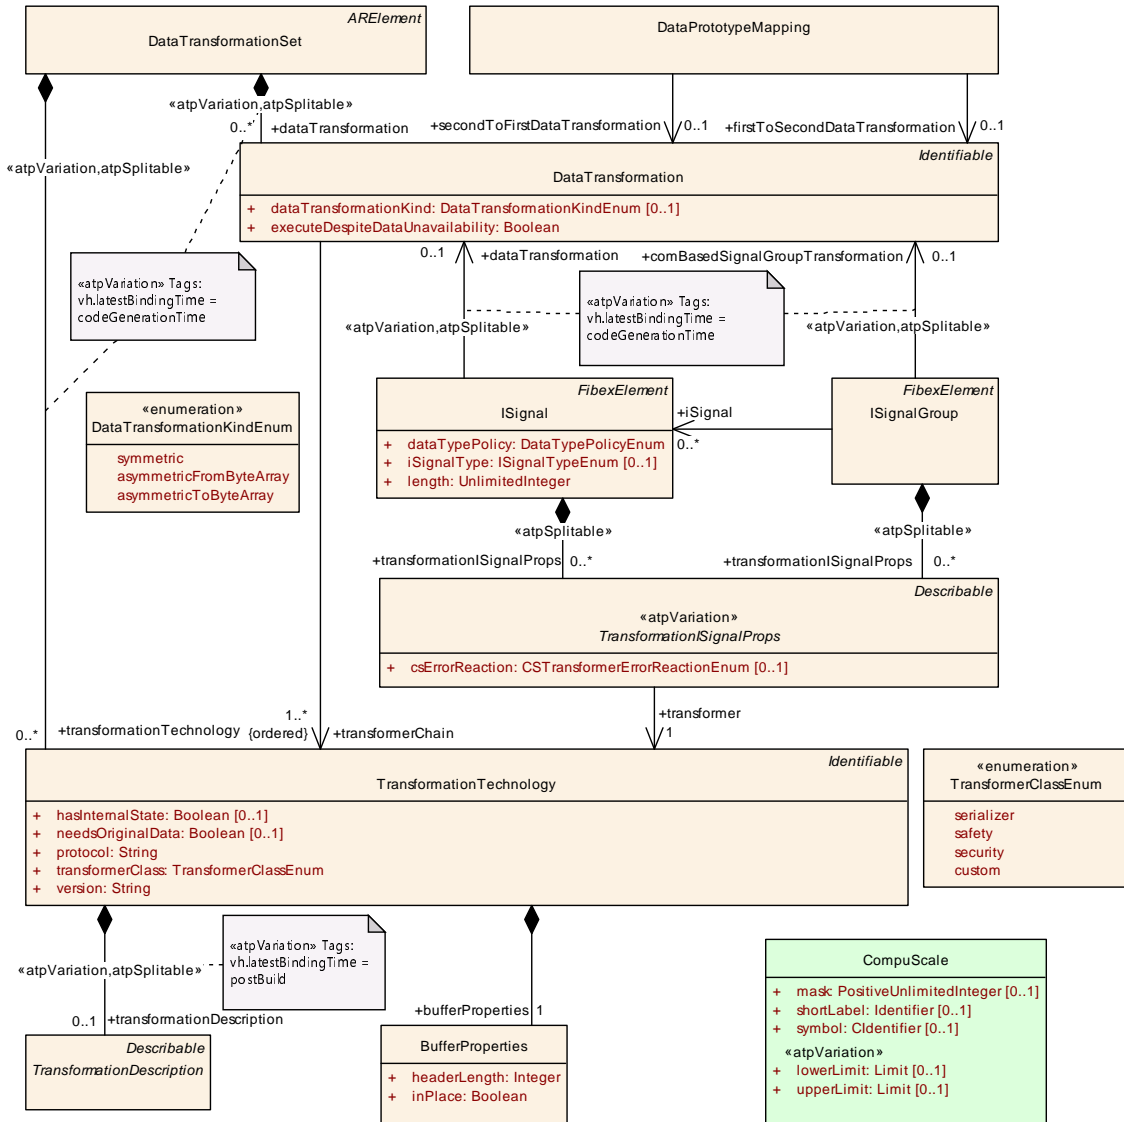 ARElement
DataTransformationSet
DataPrototypeMapping
«atpVariation,atpSplitable»
0..*
+dataTransformation
+secondToFirstDataTransformation
0..1
+firstToSecondDataTransformation
0..1
«atpVariation,atpSplitable»
Identifiable
DataTransformation
+ dataTransformationKind: DataTransformationKindEnum [0..1]
+ executeDespiteDataUnavailability: Boolean
0..1
+dataTransformation
+comBasedSignalGroupTransformation
0..1
«atpVariation» Tags:
vh.latestBindingTime =
codeGenerationTime
«atpVariation» Tags:
vh.latestBindingTime =
codeGenerationTime
«atpVariation,atpSplitable»
«atpVariation,atpSplitable»
«enumeration»
DataTransformationKindEnum
symmetric
asymmetricFromByteArray
asymmetricToByteArray
FibexElement
ISignal
+ dataTypePolicy: DataTypePolicyEnum
+ iSignalType: ISignalTypeEnum [0..1]
+ length: UnlimitedInteger
+iSignal
0..*
FibexElement
ISignalGroup
«atpSplitable»
«atpSplitable»
+transformationISignalProps
0..*
+transformationISignalProps
0..*
Describable
«atpVariation»
TransformationISignalProps
+ csErrorReaction: CSTransformerErrorReactionEnum [0..1]
0..*
+transformationTechnology
1..*
{ordered}
+transformerChain
+transformer
1
Identifiable
TransformationTechnology
+ hasInternalState: Boolean [0..1]
+ needsOriginalData: Boolean [0..1]
+ protocol: String
+ transformerClass: TransformerClassEnum
+ version: String
«enumeration»
TransformerClassEnum
serializer
safety
security
custom
«atpVariation,atpSplitable»
«atpVariation» Tags:
vh.latestBindingTime =
postBuild
0..1
+transformationDescription
+bufferProperties
1
Describable
TransformationDescription
BufferProperties
+ headerLength: Integer
+ inPlace: Boolean
CompuScale
+ mask: PositiveUnlimitedInteger [0..1]
+ shortLabel: Identifier [0..1]
+ symbol: CIdentifier [0..1]
«atpVariation»
+ lowerLimit: Limit [0..1]
+ upperLimit: Limit [0..1]